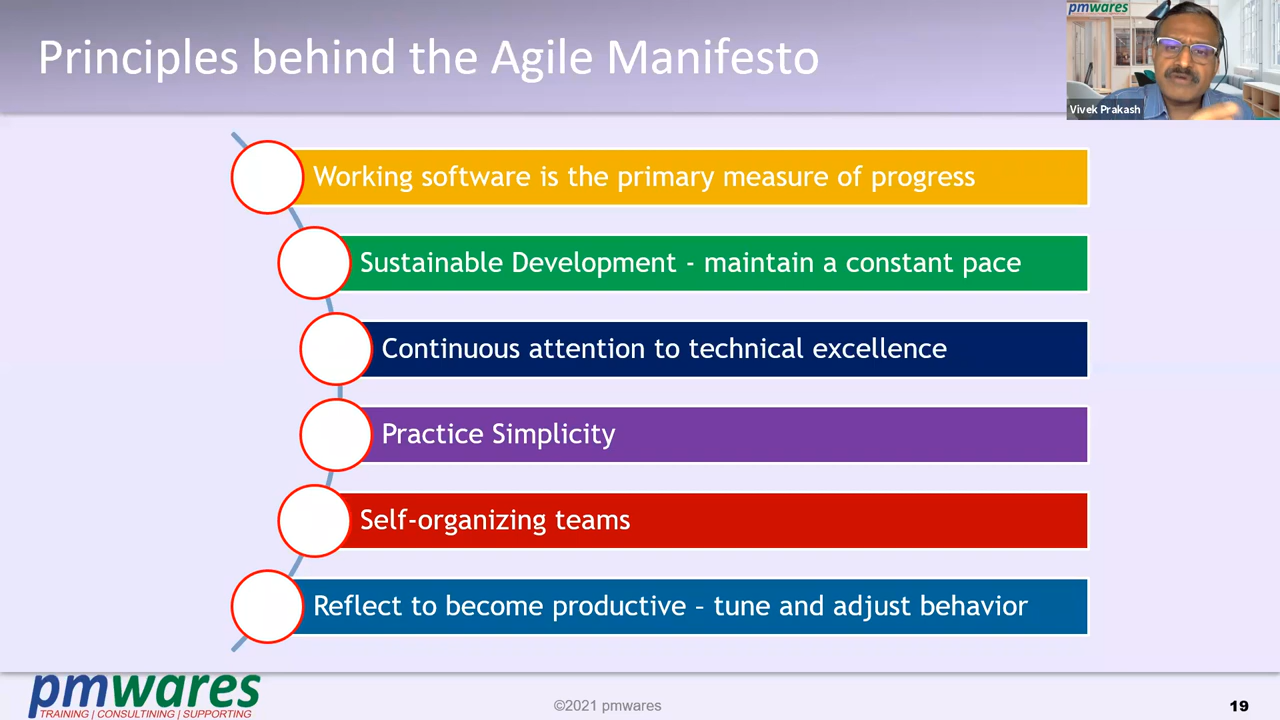 Principles behind the Agile Manifesto
pmwares
Vivek Prakash
Working software is the primary measure of progress
Sustainable Development - maintain a constant pace
Continuous attention to technical excellence
Practice Simplicity
Self-organizing teams
Reflect to become productive – tune and adjust behavior
pmwares
TRAINING | CONSULTINING | SUPPORTING
©2021 pmwares
19